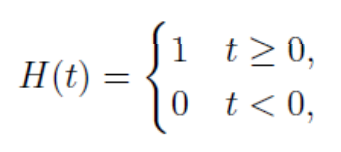 H(t) = { 1 t ≥ 0,
0 t < 0,